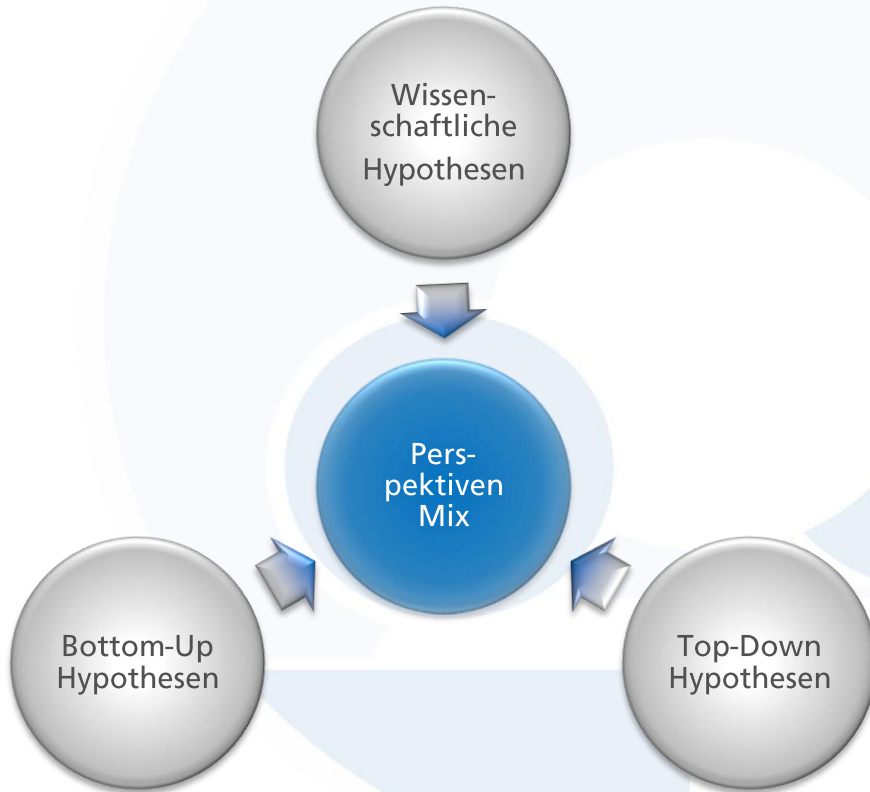 Wissen-
schaftliche
Hypothesen
Pers-
pektiven
Mix
Bottom-Up
Hypothesen
Top-Down
Hypothesen